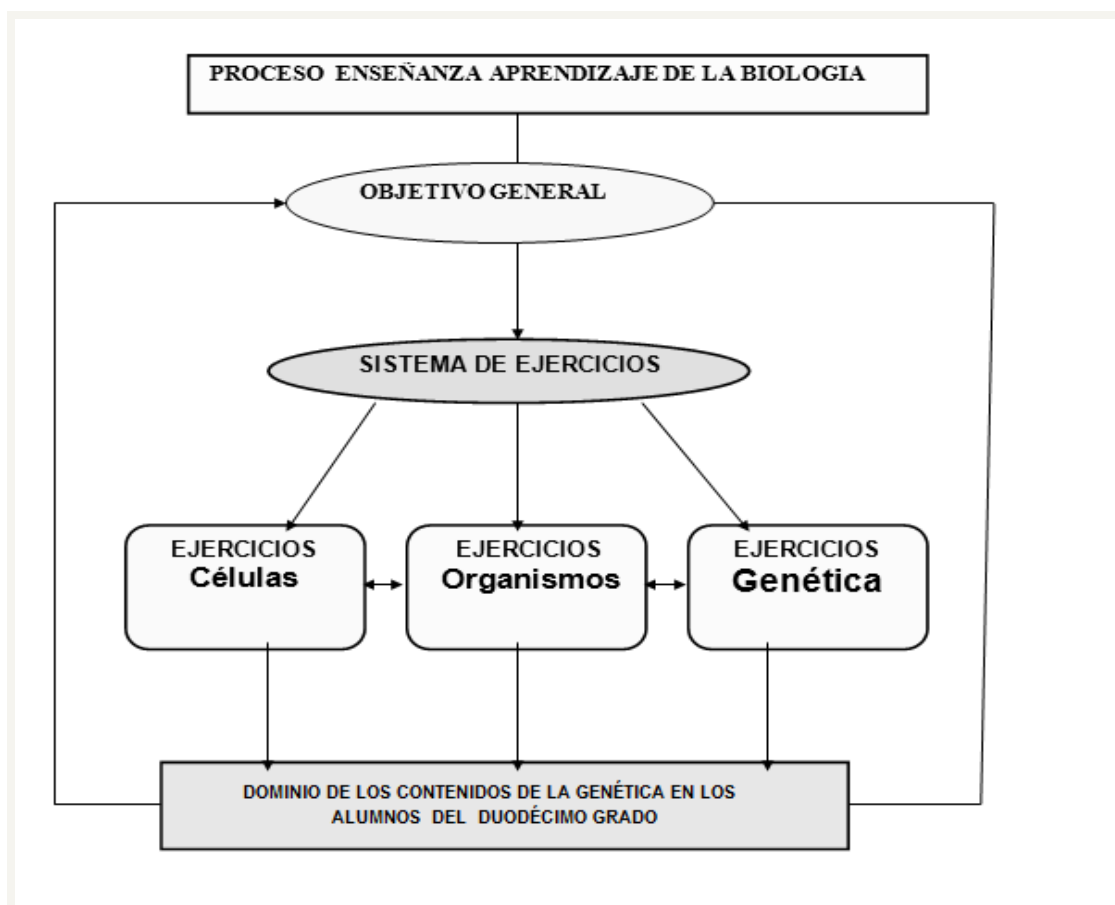 PROCESO ENSEÑANZA APRENDIZAJE DE LA BIOLOGIA
OBJETIVO GENERAL
SISTEMA DE EJERCICIOS
EJERCICIOS
Células
EJERCICIOS
Organismos
EJERCICIOS
Genética
DOMINIO DE LOS CONTENIDOS DE LA GENÉTICA EN LOS
ALUMNOS DEL DUODÉCIMO GRADO